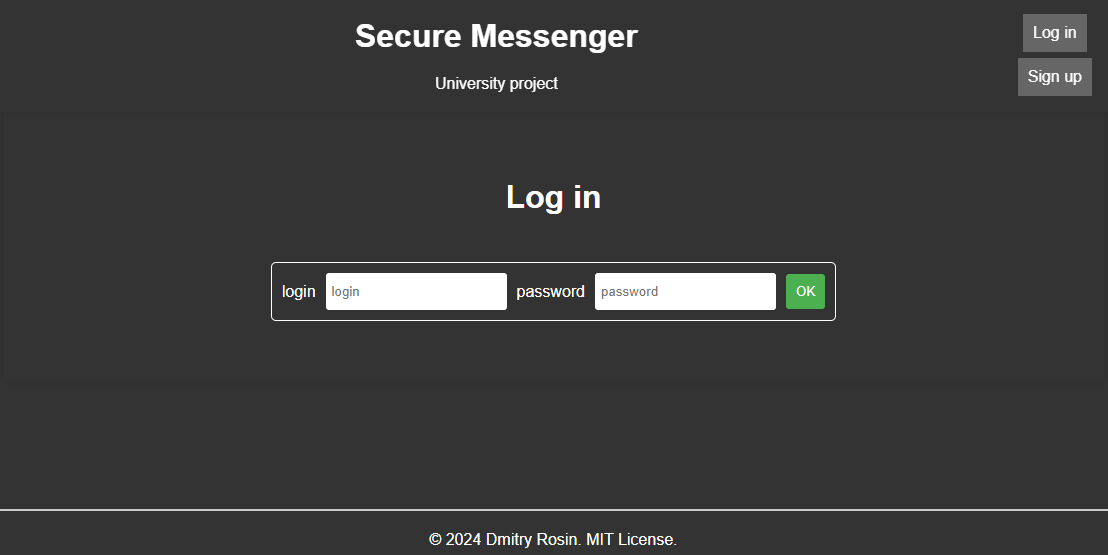 Secure Messenger
University project
Log in
Sign up
Log in
login login password password OK
© 2024 Dmitry Rosin. MIT License.